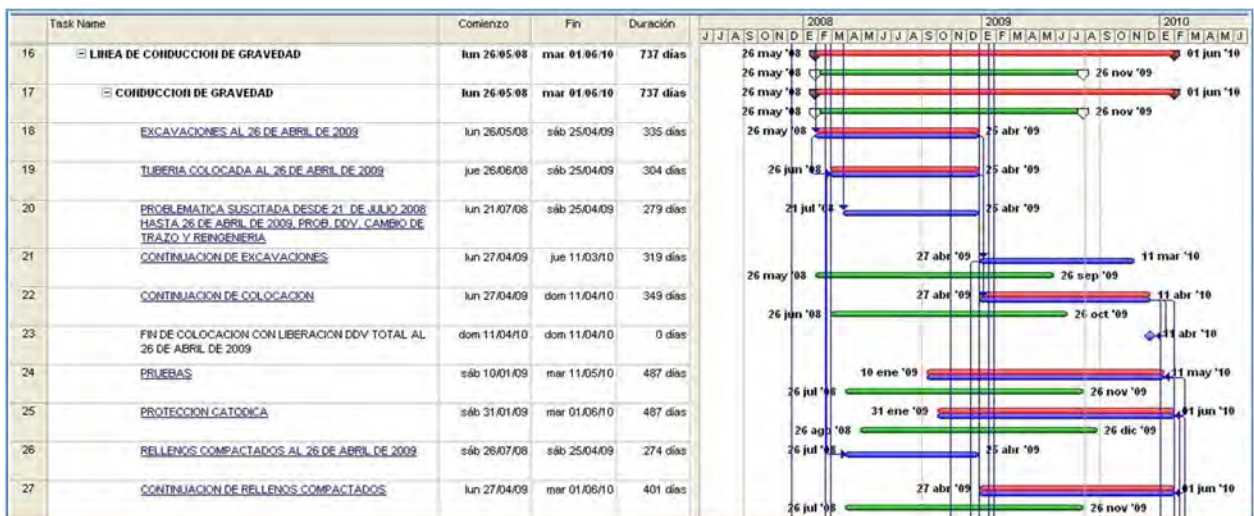 Task Name Comienzo Fin Duración 2008 2009 2010
J J A S O N D E F M A M J J A S O N D E F M A M J J A S O N D E F M A M J
16 LINEA DE CONDUCCION DE GRAVEDAD lun 26/05/08 mar 01/06/10 737 días 26 may '08 01 jun '10
26 may '08 26 nov '09
17 CONDUCCION DE GRAVEDAD lun 26/05/08 mar 01/06/10 737 días 26 may '08 01 jun '10
26 may '08 26 nov '09
18 EXCAVACIONES AL 26 DE ABRIL DE 2009 lun 26/05/08 sáb 25/04/09 335 días 26 may '08 25 abr '09
19 TUBERIA COLOCADA AL 26 DE ABRIL DE 2009 jue 26/06/08 sáb 25/04/09 304 días 26 jun '08 25 abr '09
20 PROBLEMATICA SUSCITADA DESDE 21 DE JULIO 2008 lun 21/07/08 sáb 25/04/09 279 días 21 jul '08 25 abr '09
HASTA 26 DE ABRIL DE 2009, PROB. DDV, CAMBIO DE
TRAZO Y REINGENIERIA
21 CONTINUACION DE EXCAVACIONES lun 27/04/09 jue 11/03/10 319 días 27 abr '09 11 mar '10
26 may '08 26 sep '09
22 CONTINUACION DE COLOCACION lun 27/04/09 dom 11/04/10 349 días 27 abr '09 11 abr '10
26 jun '08 26 oct '09
23 FIN DE COLOCACION CON LIBERACION DDV TOTAL AL dom 11/04/10 dom 11/04/10 0 días 11 abr '10
26 DE ABRIL DE 2009
24 PRUEBAS sáb 10/01/09 mar 11/05/10 487 días 10 ene '09 11 may '10
26 jul '08 26 nov '09
25 PROTECCION CATODICA sáb 31/01/09 mar 01/06/10 487 días 31 ene '09 01 jun '10
26 ago '08 26 dic '09
26 RELLENOS COMPACTADOS AL 26 DE ABRIL DE 2009 sáb 26/07/08 sáb 25/04/09 274 días 26 jul '08 25 abr '09
27 CONTINUACION DE RELLENOS COMPACTADOS lun 27/04/09 mar 01/06/10 401 días 27 abr '09 01 jun '10
26 jul '08 26 nov '09